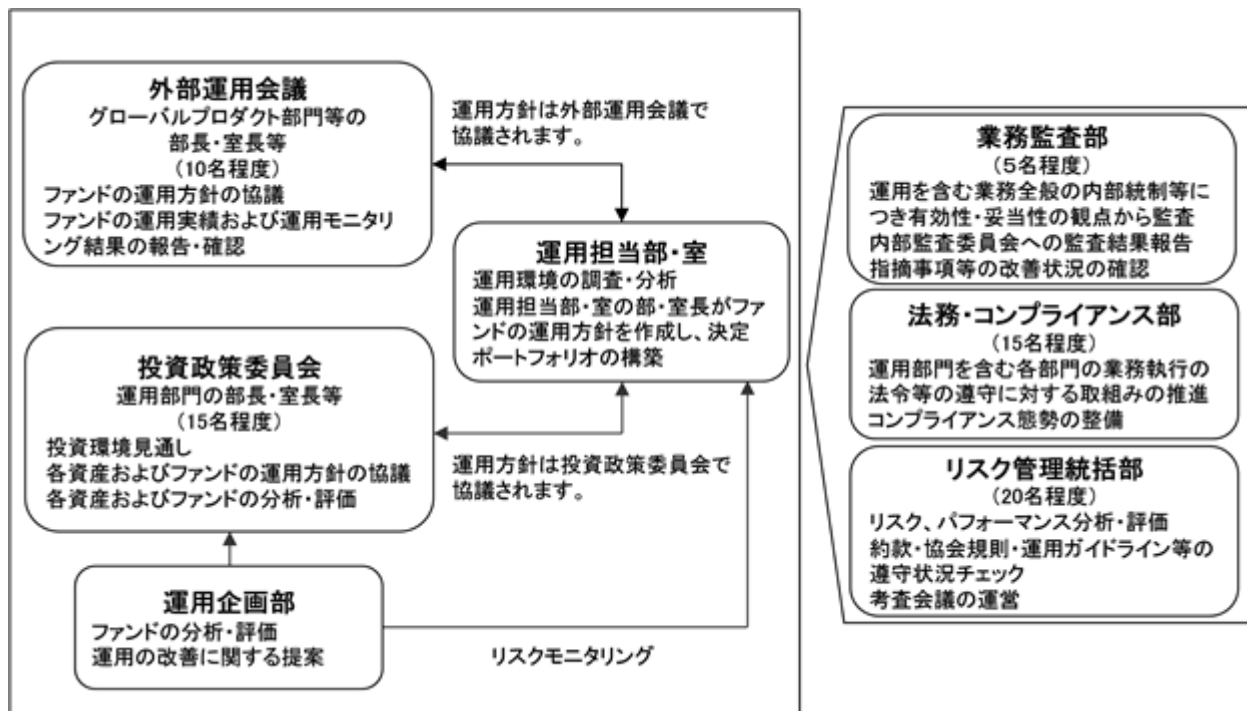 外部運用会議
グローバルプロダクト部門等の
部長・室長等
(10名程度)
ファンドの運用方針の協議
ファンドの運用実績および運用モニタリ
ング結果の報告・確認
運用方針は外部運用会議で
協議されます。
運用担当部・室
運用環境の調査・分析
運用担当部・室の部・室長がファ
ンドの運用方針を作成し、決定
ポートフォリオの構築
投資政策委員会
運用部門の部長・室長等
(15名程度)
投資環境見通し
各資産およびファンドの運用方針の協議
各資産およびファンドの分析・評価
運用方針は投資政策委員会で
協議されます。
運用企画部
ファンドの分析・評価
運用の改善に関する提案
リスクモニタリング
業務監査部
(5名程度)
運用を含む業務全般の内部統制等に
つき有効性・妥当性の観点から監査
内部監査委員会への監査結果報告
指摘事項等の改善状況の確認
法務・コンプライアンス部
(15名程度)
運用部門を含む各部門の業務執行の
法令等の遵守に対する取組みの推進
コンプライアンス態勢の整備
リスク管理統括部
(20名程度)
リスク、パフォーマンス分析・評価
約款・協会規則・運用ガイドライン等の
遵守状況チェック
考査会議の運営